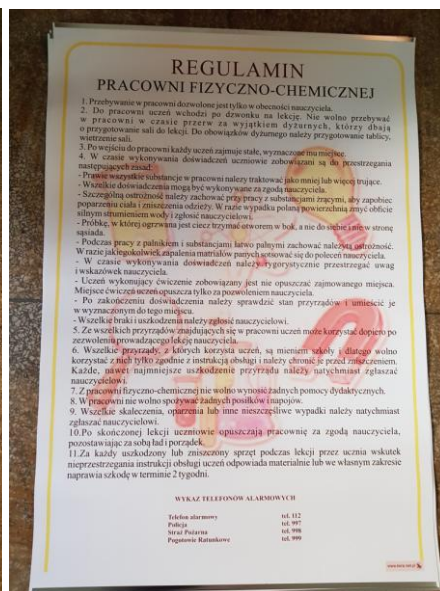 REGULAMIN
PRACOWNI FIZYCZNO-CHEMICZNEJ
1. Przebywanie w pracowni dozwolone jest tylko w obecności nauczyciela.
2. Do pracowni uczeń wchodzi po dzwonku na lekcję. Nie wolno przebywać
w pracowni w czasie przerw za wyjątkiem dyżurnych, którzy dbają
o przygotowanie sali do lekcji. Do obowiązków dyżurnego należy przygotowanie tablicy,
wietrzenie sali.
3. Po wejściu do pracowni każdy uczeń zajmuje stałe, wyznaczone mu miejsce.
4. W czasie wykonywania doświadczeń uczniowie zobowiązani są do przestrzegania
następujących zasad:
- Prawie wszystkie substancje w pracowni należy traktować jako mniej lub więcej trujące.
- Wszelkie doświadczenia mogą być wykonywane za zgodą nauczyciela.
- Szczególną ostrożność należy zachować przy pracy z substancjami żrącymi, aby zapobiec
poparzeniu ciała i zniszczeniu odzieży. W razie wypadku polaną powierzchnię zmyć obficie
silnym strumieniem wody i zgłosić nauczycielowi.
- Próbkę, w której ogrzewana jest ciecz trzymać otworem w bok, a nie do siebie i nie w stronę
sąsiada.
- Podczas pracy z palnikiem i substancjami łatwo palnymi zachować należytą ostrożność.
W razie jakiegokolwiek zapalenia materiałów panych stosować się do poleceń nauczyciela.
- W czasie wykonywania doświadczeń należy rygorystycznie przestrzegać uwag
i wskazówek nauczyciela.
- Uczeń wykonujący ćwiczenie zobowiązany jest nie opuszczać zajmowanego miejsca.
Miejsce ćwiczeń uczeń opuszcza tylko za pozwoleniem nauczyciela.
- Po zakończeniu doświadczenia należy sprawdzić stan przyrządów i umieścić je
w wyznaczonym do tego miejscu.
- Wszelkie braki i uszkodzenia należy zgłosić nauczycielowi.
5. Ze wszelkich przyrządów znajdujących się w pracowni uczeń może korzystać dopiero po
zezwoleniu prowadzącego lekcję nauczyciela.
6. Wszelkie przyrządy, z których korzysta uczeń, są mieniem szkoły i dlatego wolno
korzystać z nich tylko zgodnie z instrukcją obsługi i należy chronić je przed zniszczeniem.
Każde, nawet najmniejsze uszkodzenie przyrządu należy natychmiast zgłaszać
nauczycielowi.
7. Z pracowni fizyczno-chemicznej nie wolno wynosić żadnych pomocy dydaktycznych.
8. W pracowni nie wolno spożywać żadnych posiłków i napojów.
9. Wszelkie skaleczenia, oparzenia lub inne nieszczęśliwe wypadki należy natychmiast
zgłaszać nauczycielowi.
10. Po skończonej lekcji uczniowie opuszczają pracownię za zgodą nauczyciela,
pozostawiając za sobą ład i porządek.
11. Za każdy uszkodzony lub zniszczony sprzęt podczas lekcji przez ucznia wskutek
nieprzestrzegania instrukcji obsługi uczeń odpowiada materialnie lub we własnym zakresie
naprawia szkodę w terminie 2 tygodni.
WYKAZ TELEFONÓW ALARMOWYCH
Telefon alarmowy tel. 112
Policja tel. 997
Straż Pożarna tel. 998
Pogotowie Ratunkowe tel. 999